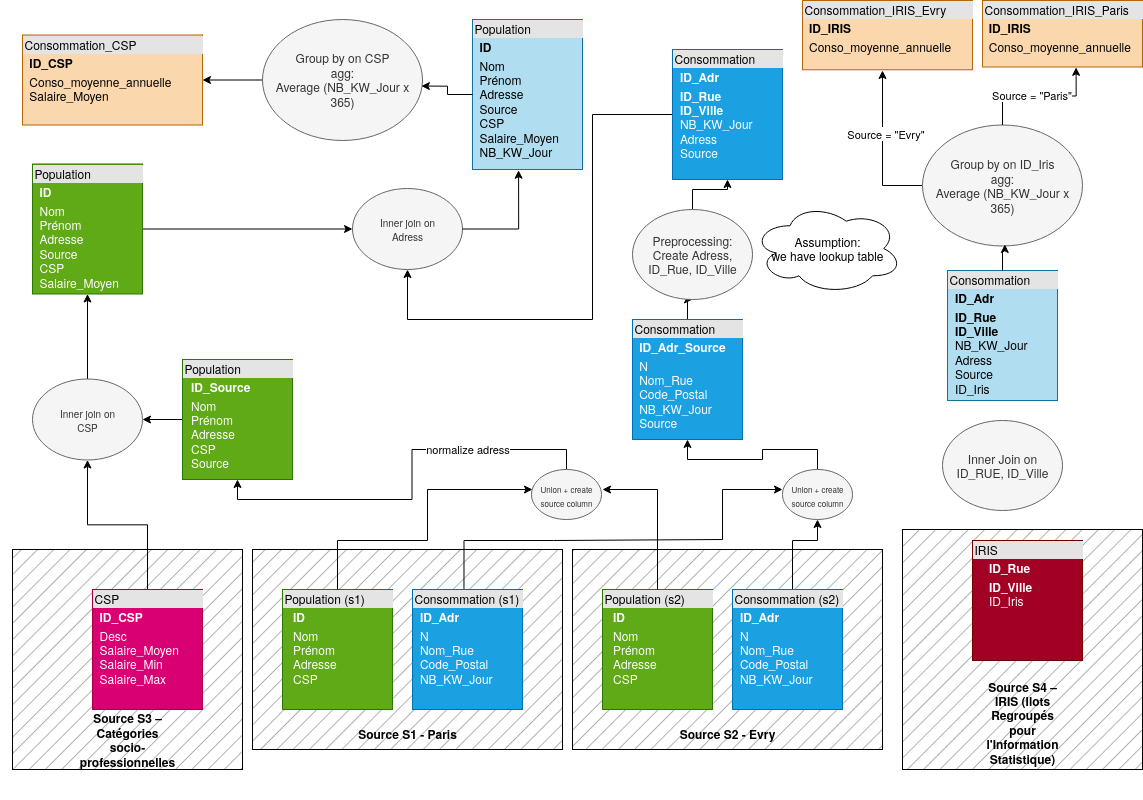 Consommation_CSP
ID_CSP
Conso_moyenne_annuelle
Salaire_Moyen
Group by on CSP
agg:
Average (NB_KW_Jour x
365)
Population
ID
Nom
Prénom
Adresse
Source
CSP
Salaire_Moyen
NB_KW_Jour
Consommation
ID_Adr
ID_Rue
ID_Ville
NB_KW_Jour
Adress
Source
Consommation_IRIS_Evry
ID_IRIS
Conso_moyenne_annuelle
Consommation_IRIS_Paris
ID_IRIS
Conso_moyenne_annuelle
Source = "Paris"
Source = "Evry"
Group by on ID_Iris
agg:
Average (NB_KW_Jour x
365)
Population
ID
Nom
Prénom
Adresse
Source
CSP
Salaire_Moyen
Inner join on
Adress
Preprocessing:
Create Adress,
ID_Rue, ID_Ville
Assumption:
we have lookup table
Consommation
ID_Adr
ID_Rue
ID_Ville
NB_KW_Jour
Adress
Source
ID_Iris
Consommation
ID_Adr_Source
N
Nom_Rue
Code_Postal
NB_KW_Jour
Source
Inner join on
CSP
Population
ID_Source
Nom
Prénom
Adresse
CSP
Source
normalize adress
Union + create
source column
Union + create
source column
Inner Join on
ID_RUE, ID_Ville
CSP
ID_CSP
Desc
Salaire_Moyen
Salaire_Min
Salaire_Max
Source S3 –
Catégories
socio-
professionnelles
Population (s1)
ID
Nom
Prénom
Adresse
CSP
Consommation (s1)
ID_Adr
N
Nom_Rue
Code_Postal
NB_KW_Jour
Source S1 - Paris
Population (s2)
ID
Nom
Prénom
Adresse
CSP
Consommation (s2)
ID_Adr
N
Nom_Rue
Code_Postal
NB_KW_Jour
Source S2 - Evry
IRIS
ID_Rue
ID_Ville
ID_Iris
Source S4 –
IRIS (Ilots
Regroupés
pour
l'Information
Statistique)